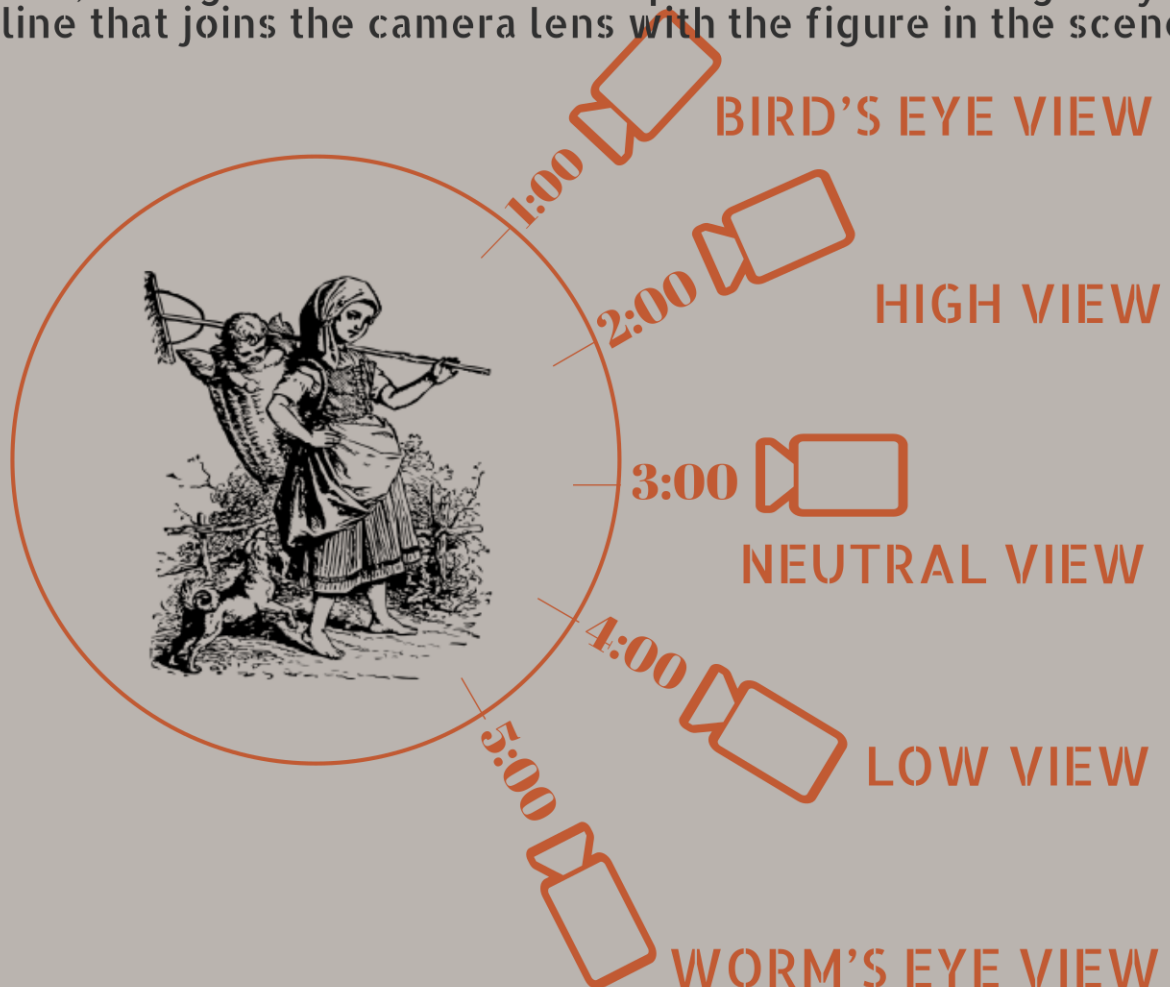 line that joins the camera lens with the figure in the scene
BIRD'S EYE VIEW
1:00
2:00
HIGH VIEW
3:00
NEUTRAL VIEW
4:00
LOW VIEW
5:00
WORM'S EYE VIEW